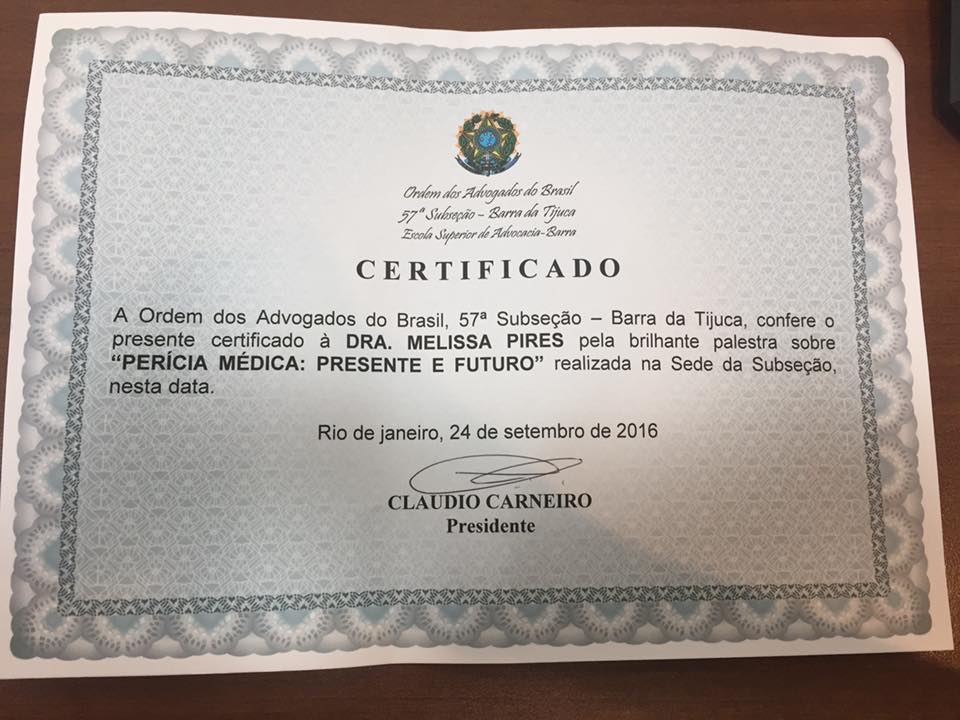 Ordem dos Advogados do Brasil
57ª Subseção – Barra da Tijuca
Escola Superior de Advocacia-Barra
CERTIFICADO
A Ordem dos Advogados do Brasil, 57ª Subseção – Barra da Tijuca, confere o
presente certificado à DRA. MELISSA PIRES pela brilhante palestra sobre
“PERÍCIA MÉDICA: PRESENTE E FUTURO” realizada na Sede da Subseção,
nesta data.
Rio de janeiro, 24 de setembro de 2016
CLAUDIO CARNEIRO
Presidente